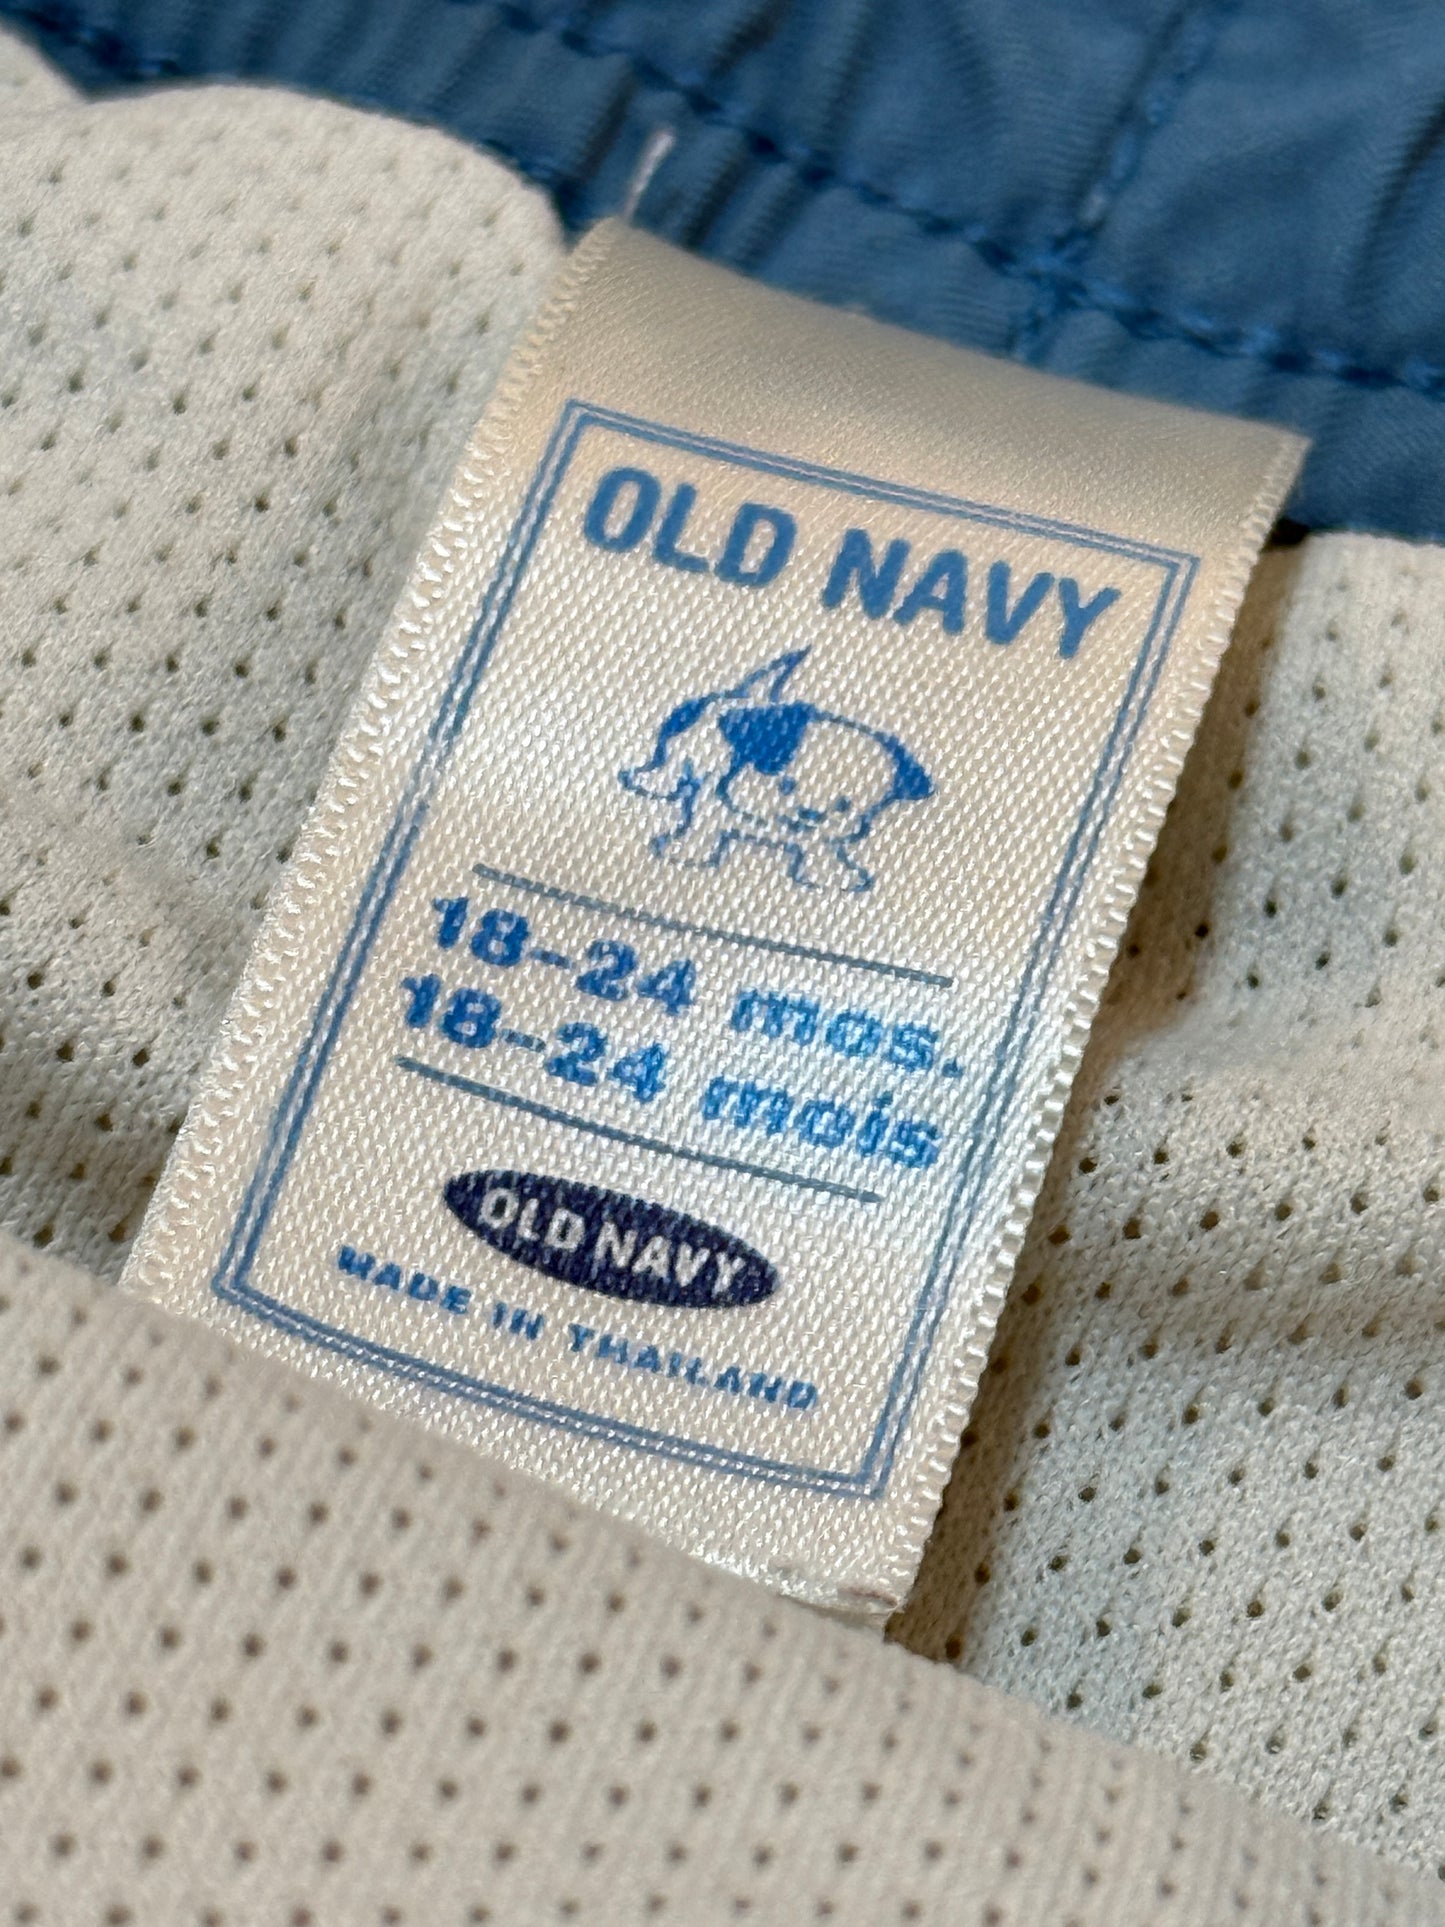 OLD NAVY
18-24 mos.
18-24 mois
OLD NAVY
MADE IN THAILAND